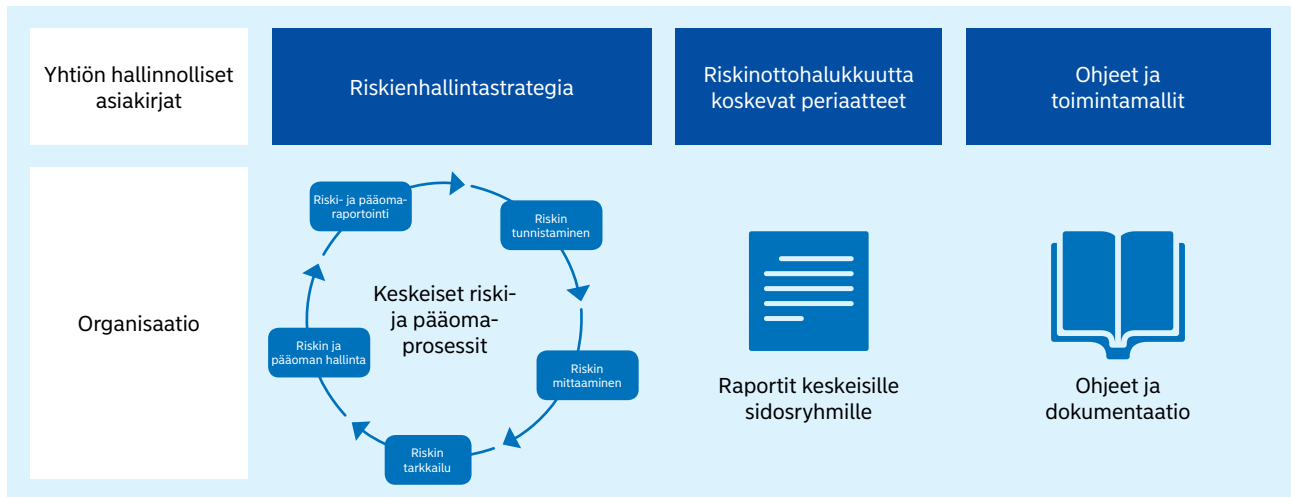 Yhtiön hallinnolliset
asiakirjat
Riskienhallintastrategia
Riskinottohalukkuutta
koskevat periaatteet
Ohjeet ja
toimintamallit
Organisaatio
Riski- ja pääoma-
raportointi
Riskin
tunnistaminen
Keskeiset riski-
ja pääoma-
prosessit
Riskin ja
pääoman hallinta
Riskin
mittaaminen
Riskin
tarkkailu
Raportit keskeisille
sidosryhmille
Ohjeet ja
dokumentaatio